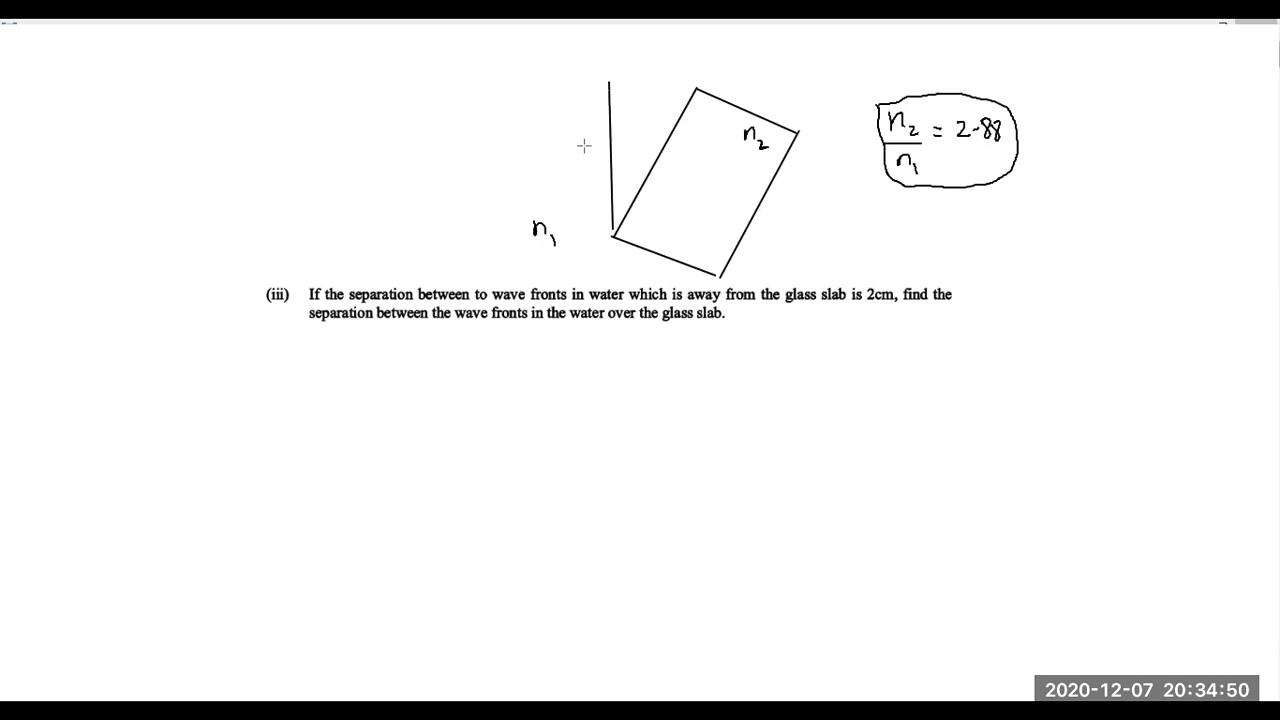 n₂
n₂
n₁
= 2.88
n₁
(iii) If the separation between to wave fronts in water which is away from the glass slab is 2cm, find the
separation between the wave fronts in the water over the glass slab.
2020-12-07 20:34:50